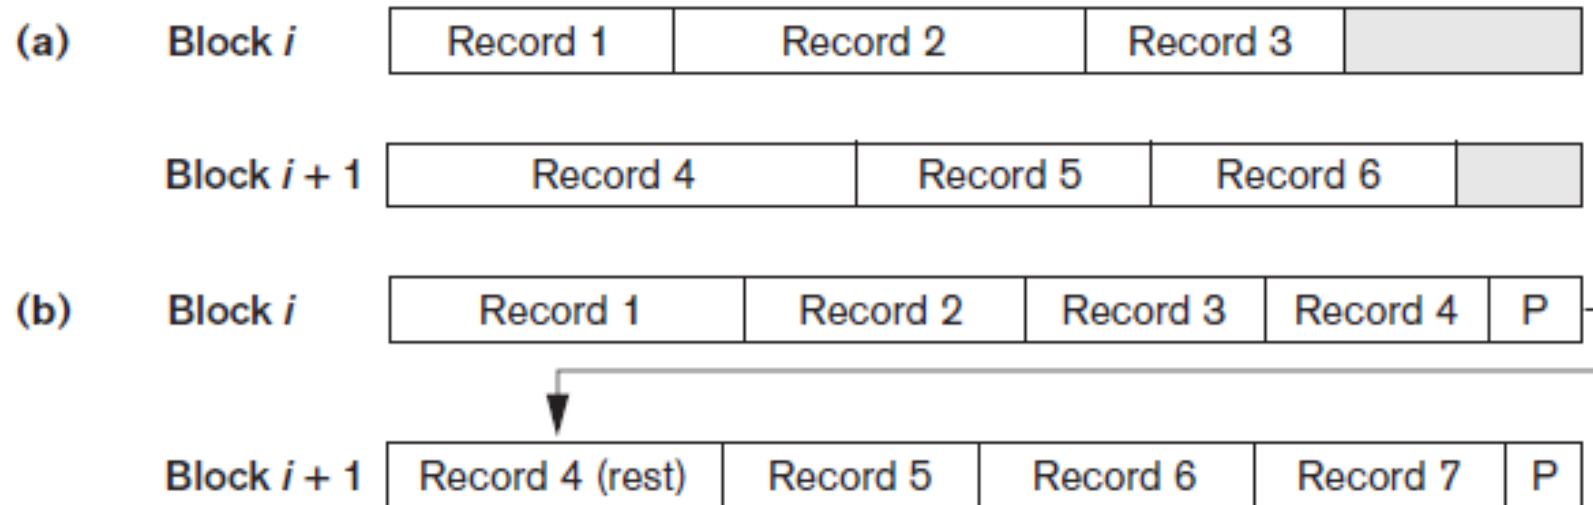 (a) Block i Record 1 Record 2 Record 3
Block i + 1 Record 4 Record 5 Record 6
(b) Block i Record 1 Record 2 Record 3 Record 4 P
Block i + 1 Record 4 (rest) Record 5 Record 6 Record 7 P